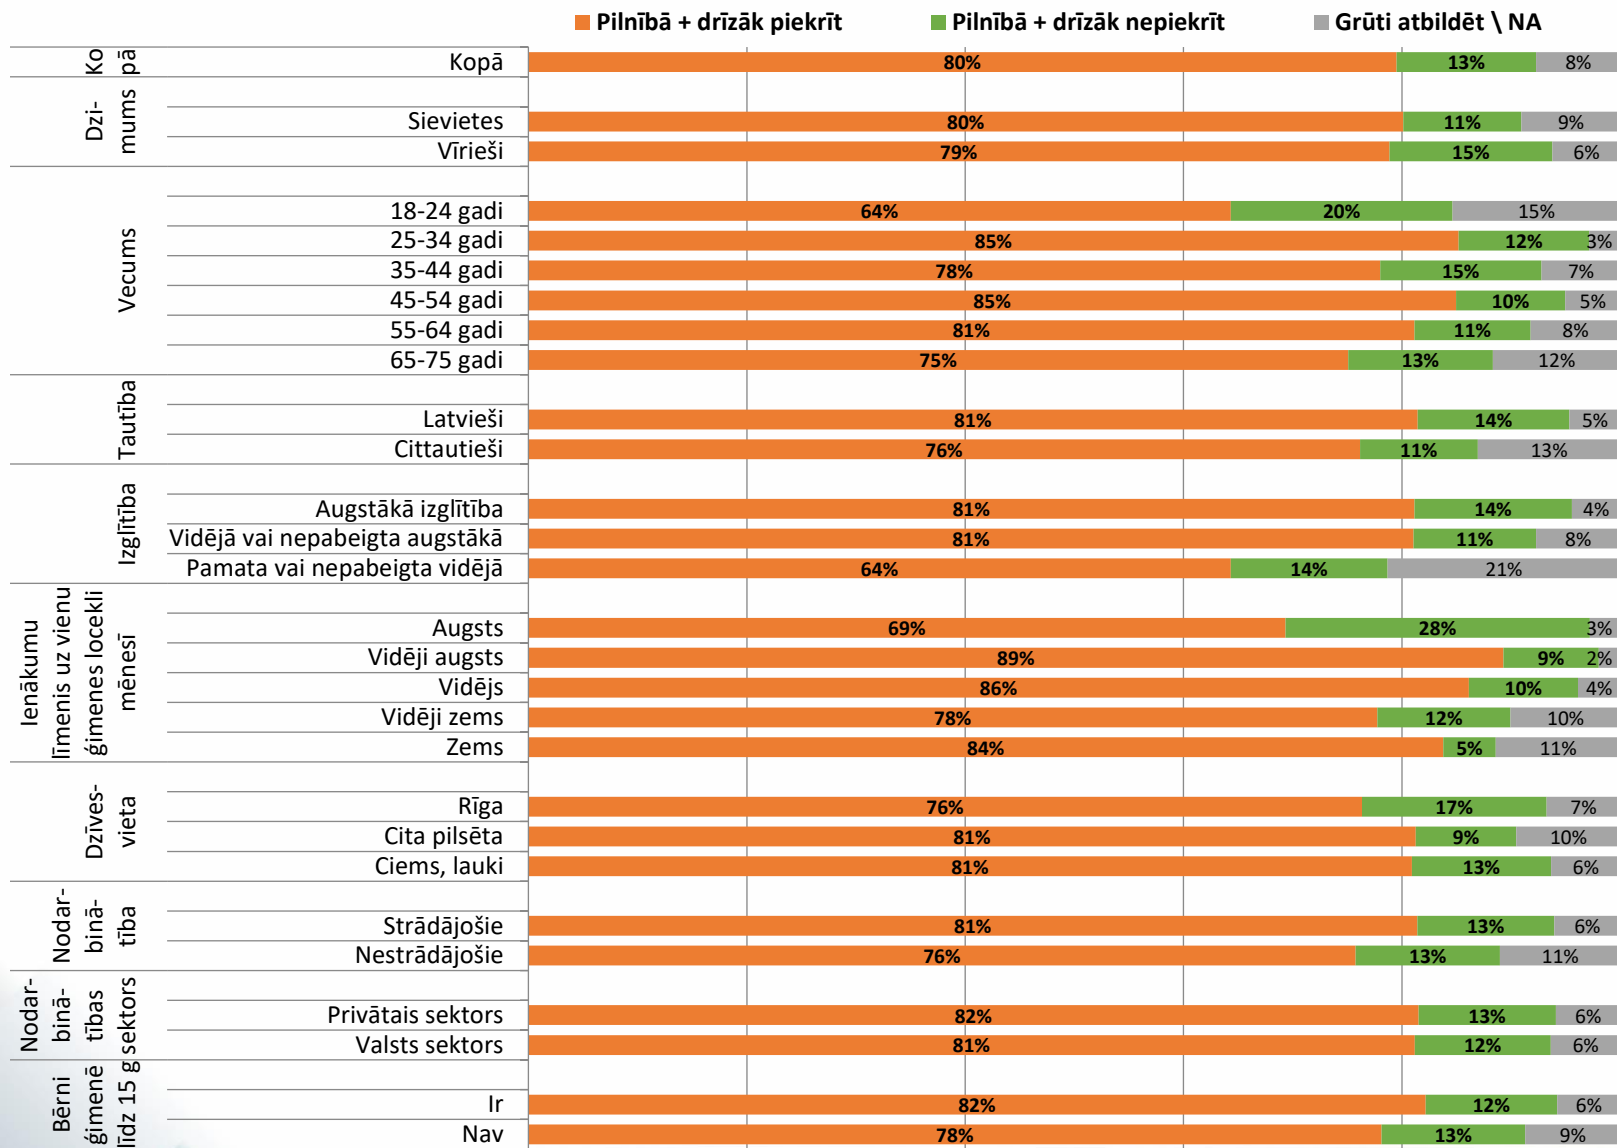 Pilnībā + drīzāk piekrīt Pilnībā + drīzāk nepiekrīt Grūti atbildēt \ NA
Ko
pā
Kopā 80% 13% 8%
Dzi-
mums
Sievietes 80% 11% 9%
Vīrieši 79% 15% 6%
Vecums
18-24 gadi 64% 20% 15%
25-34 gadi 85% 12% 3%
35-44 gadi 78% 15% 7%
45-54 gadi 85% 10% 5%
55-64 gadi 81% 11% 8%
65-75 gadi 75% 13% 12%
Tautība
Latvieši 81% 14% 5%
Cittautieši 76% 11% 13%
Izglītība
Augstākā izglītība 81% 14% 4%
Vidējā vai nepabeigta augstākā 81% 11% 8%
Pamata vai nepabeigta vidējā 64% 14% 21%
Ienākumu
līmenis uz vienu
ģimenes locekli
mēnesī
Augsts 69% 28% 3%
Vidēji augsts 89% 9% 2%
Vidējs 86% 10% 4%
Vidēji zems 78% 12% 10%
Zems 84% 5% 11%
Dzīves-
vieta
Rīga 76% 17% 7%
Cita pilsēta 81% 9% 10%
Ciems, lauki 81% 13% 6%
Nodar-
binā-
tība
Strādājošie 81% 13% 6%
Nestrādājošie 76% 13% 11%
Nodar-
binā-
tības
sektors
Privātais sektors 82% 13% 6%
Valsts sektors 81% 12% 6%
Bērni
ģimenē
līdz 15 g
Ir 82% 12% 6%
Nav 78% 13% 9%